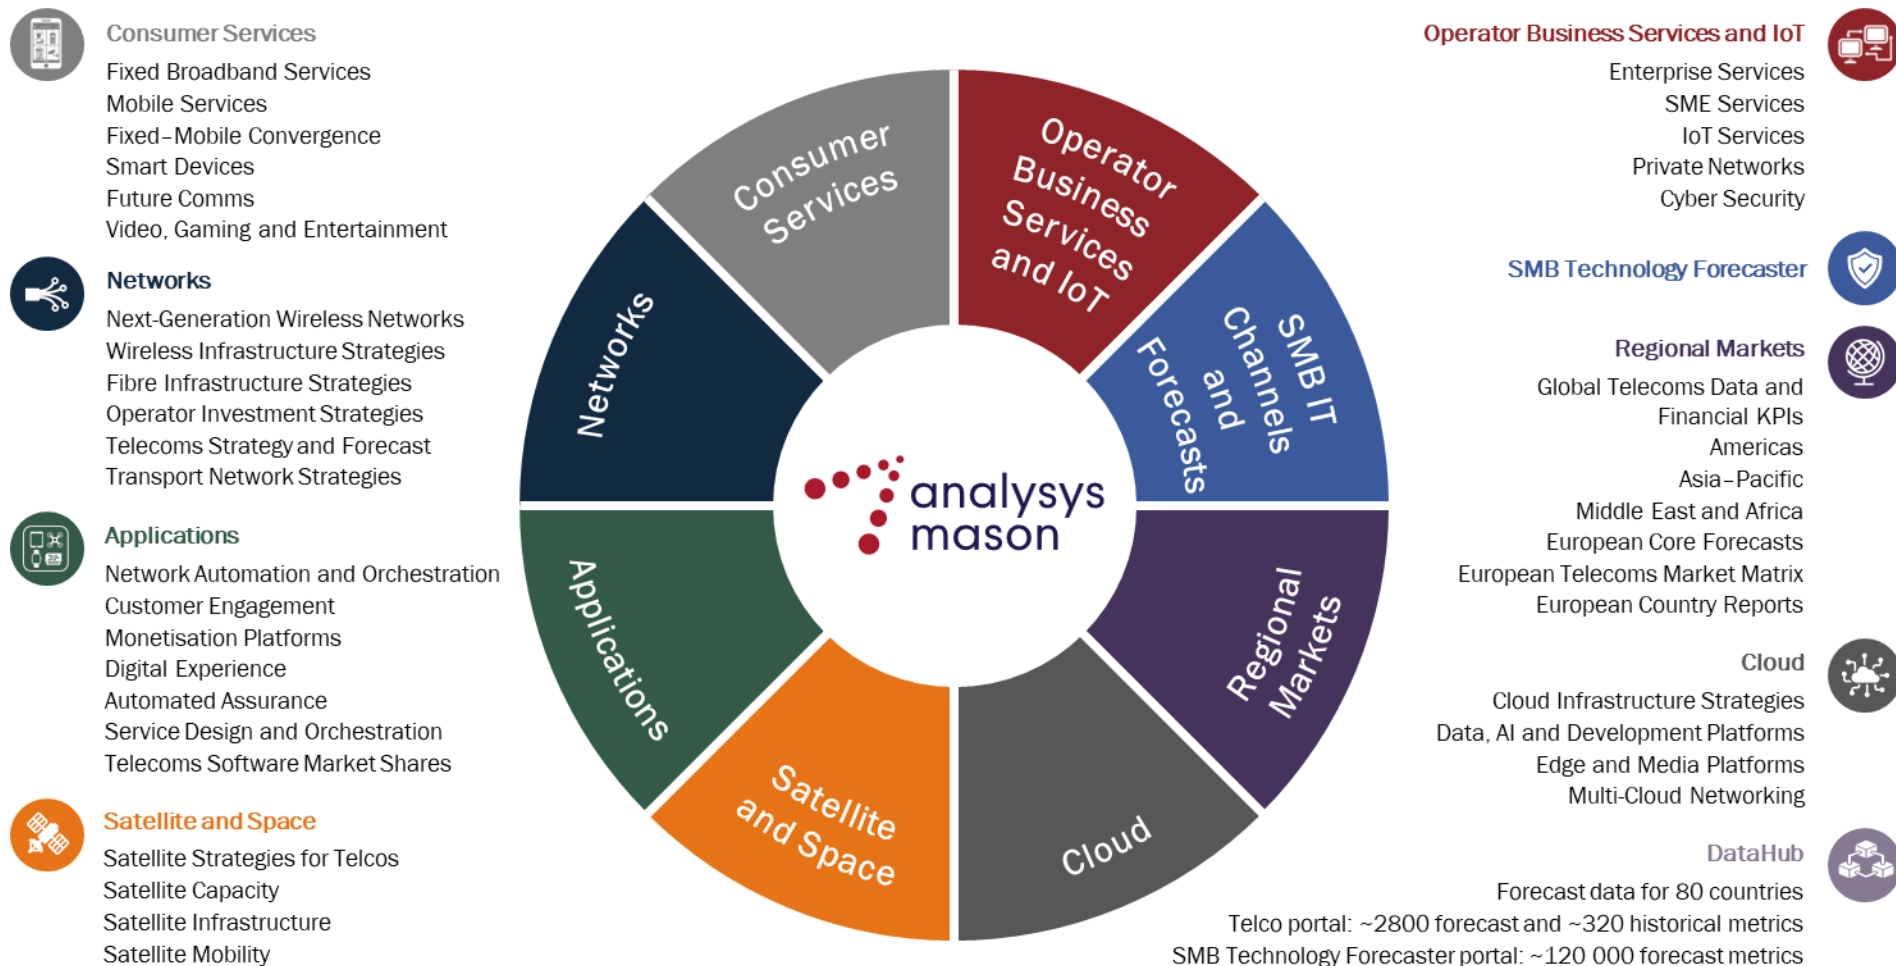 Consumer Services
Fixed Broadband Services
Mobile Services
Fixed–Mobile Convergence
Smart Devices
Future Comms
Video, Gaming and Entertainment
Networks
Next-Generation Wireless Networks
Wireless Infrastructure Strategies
Fibre Infrastructure Strategies
Operator Investment Strategies
Telecoms Strategy and Forecast
Transport Network Strategies
Applications
Network Automation and Orchestration
Customer Engagement
Monetisation Platforms
Digital Experience
Automated Assurance
Service Design and Orchestration
Telecoms Software Market Shares
Satellite and Space
Satellite Strategies for Telcos
Satellite Capacity
Satellite Infrastructure
Satellite Mobility
Consumer
Services
Operator
Business
Services
and IoT
SMB IT
Channels
and
Forecasts
Regional
Markets
Cloud
Satellite
and Space
Applications
Networks
analysys
mason
Operator Business Services and IoT
Enterprise Services
SME Services
IoT Services
Private Networks
Cyber Security
SMB Technology Forecaster
Regional Markets
Global Telecoms Data and
Financial KPIs
Americas
Asia–Pacific
Middle East and Africa
European Core Forecasts
European Telecoms Market Matrix
European Country Reports
Cloud
Cloud Infrastructure Strategies
Data, AI and Development Platforms
Edge and Media Platforms
Multi-Cloud Networking
DataHub
Forecast data for 80 countries
Telco portal: ~2800 forecast and ~320 historical metrics
SMB Technology Forecaster portal: ~120 000 forecast metrics